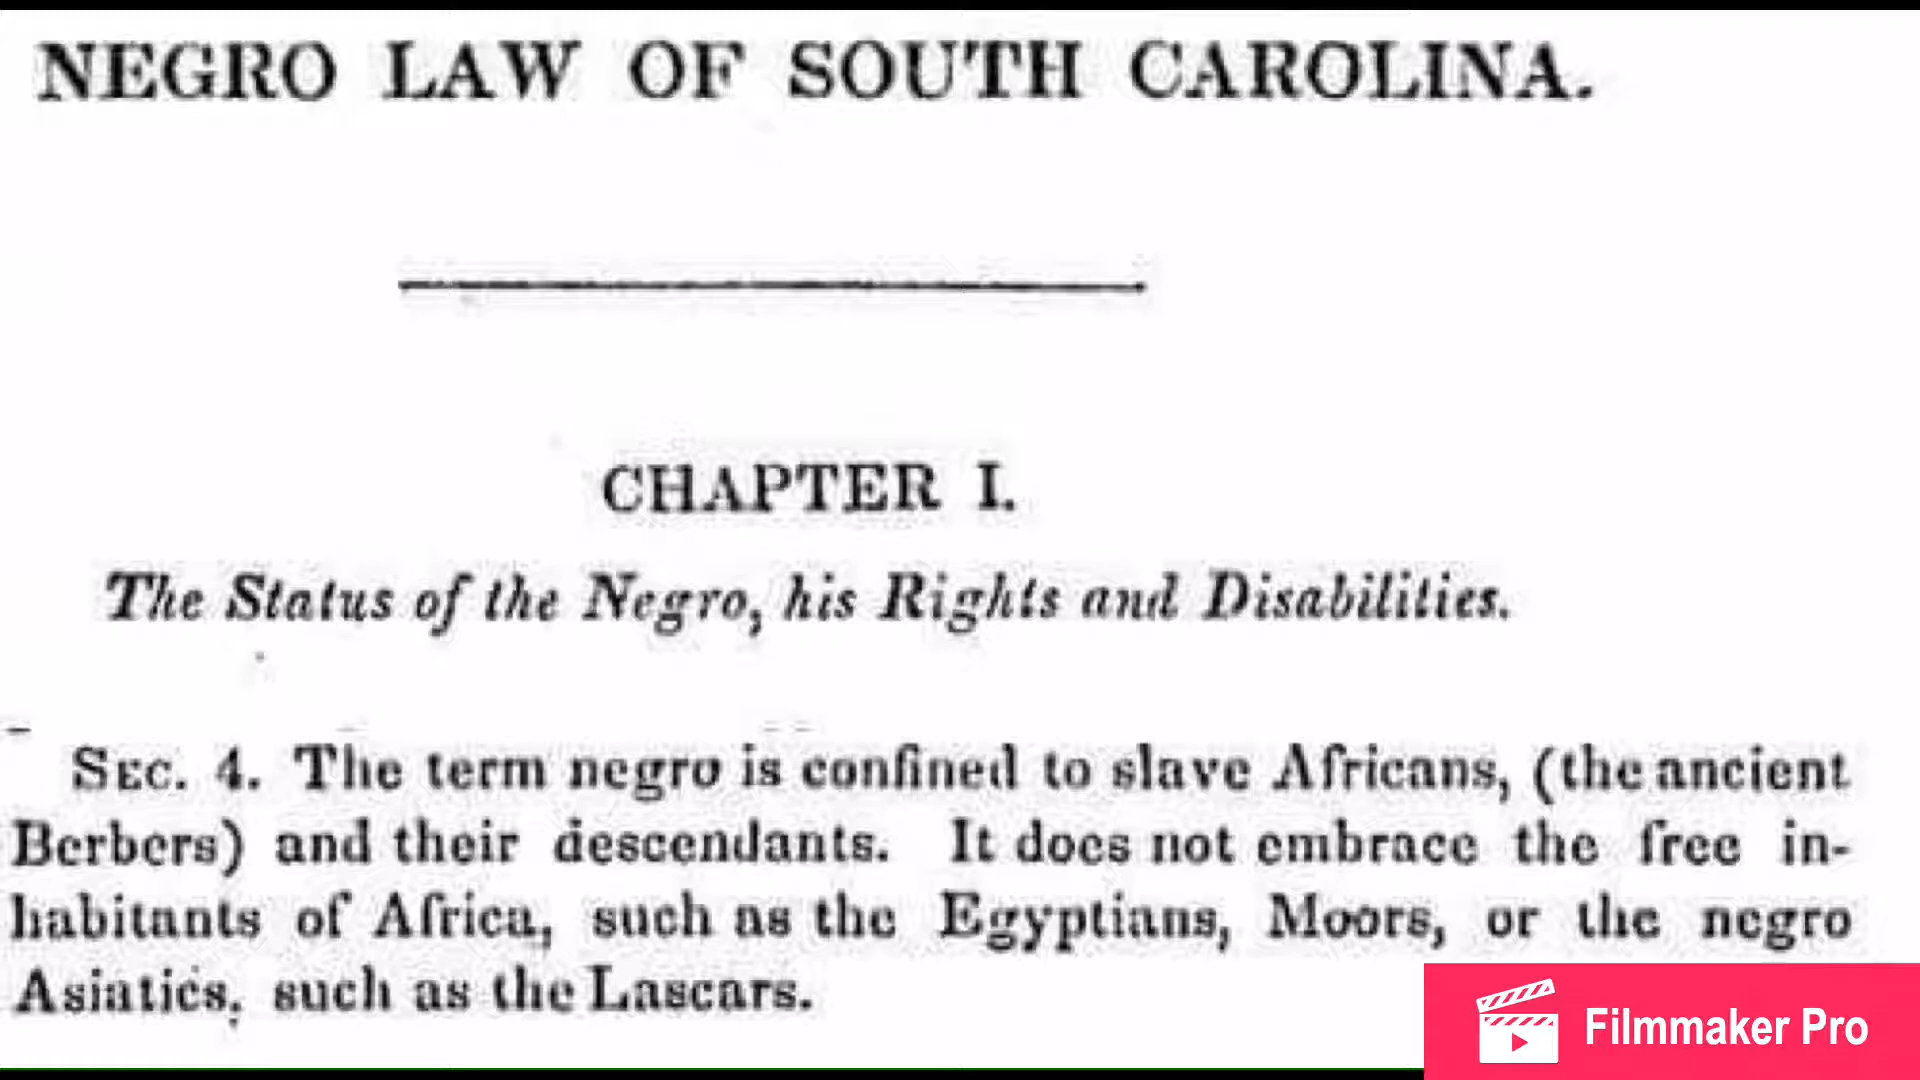 NEGRO LAW OF SOUTH CAROLINA.
CHAPTER I.
The Status of the Negro, his Rights and Disabilities.
SEC. 4. The term negro is confined to slave Africans, (the ancient
Berbers) and their descendants. It does not embrace the free in-
habitants of Africa, such as the Egyptians, Moors, or the negro
Asiatics, such as the Lascars.
Filmmaker Pro